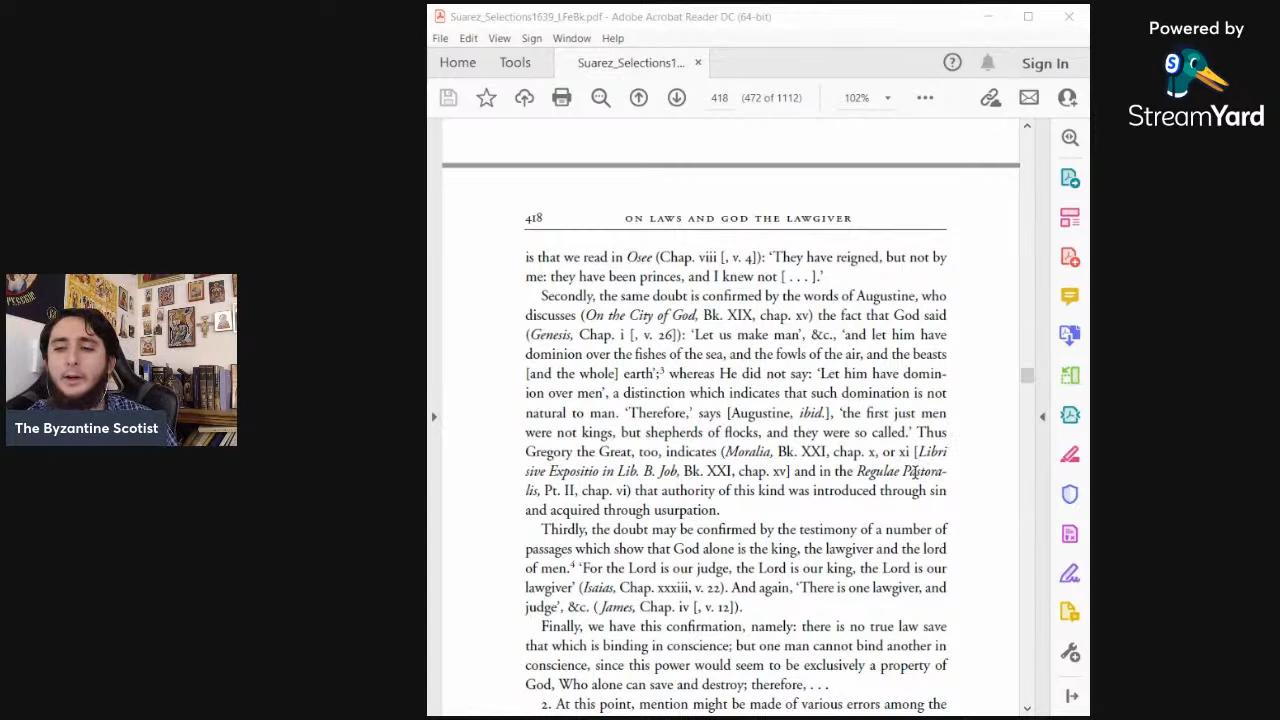 Suarez_Selections1639_LFeBk.pdf - Adobe Acrobat Reader DC (64-bit)
File Edit View Sign Window Help
Home Tools Suarez_Selections1... × Sign In
418 (472 of 1112) 102%
Powered by
StreamYard
418 ON LAWS AND GOD THE LAWGIVER
is that we read in Osee (Chap. viii [, v. 4]): ‘They have reigned, but not by
me: they have been princes, and I knew not [ . . . ].’
Secondly, the same doubt is confirmed by the words of Augustine, who
discusses (On the City of God, Bk. XIX, chap. xv) the fact that God said
(Genesis, Chap. i [, v. 26]): ‘Let us make man’, &c., ‘and let him have
dominion over the fishes of the sea, and the fowls of the air, and the beasts
[and the whole] earth’;³ whereas He did not say: ‘Let him have domin-
ion over men’, a distinction which indicates that such domination is not
natural to man. ‘Therefore,’ says [Augustine, ibid.], ‘the first just men
were not kings, but shepherds of flocks, and they were so called.’ Thus
Gregory the Great, too, indicates (Moralia, Bk. XXI, chap. x, or xi [Libri
sive Expositio in Lib. B. Job, Bk. XXI, chap. xv] and in the Regulae Pastora-
lis, Pt. II, chap. vi) that authority of this kind was introduced through sin
and acquired through usurpation.
Thirdly, the doubt may be confirmed by the testimony of a number of
passages which show that God alone is the king, the lawgiver and the lord
of men.⁴ ‘For the Lord is our judge, the Lord is our king, the Lord is our
lawgiver’ (Isaias, Chap. xxxiii, v. 22). And again, ‘There is one lawgiver, and
judge’, &c. ( James, Chap. iv [, v. 12]).
Finally, we have this confirmation, namely: there is no true law save
that which is binding in conscience; but one man cannot bind another in
conscience, since this power would seem to be exclusively a property of
God, Who alone can save and destroy; therefore, . . .
2. At this point, mention might be made of various errors among the
The Byzantine Scotist